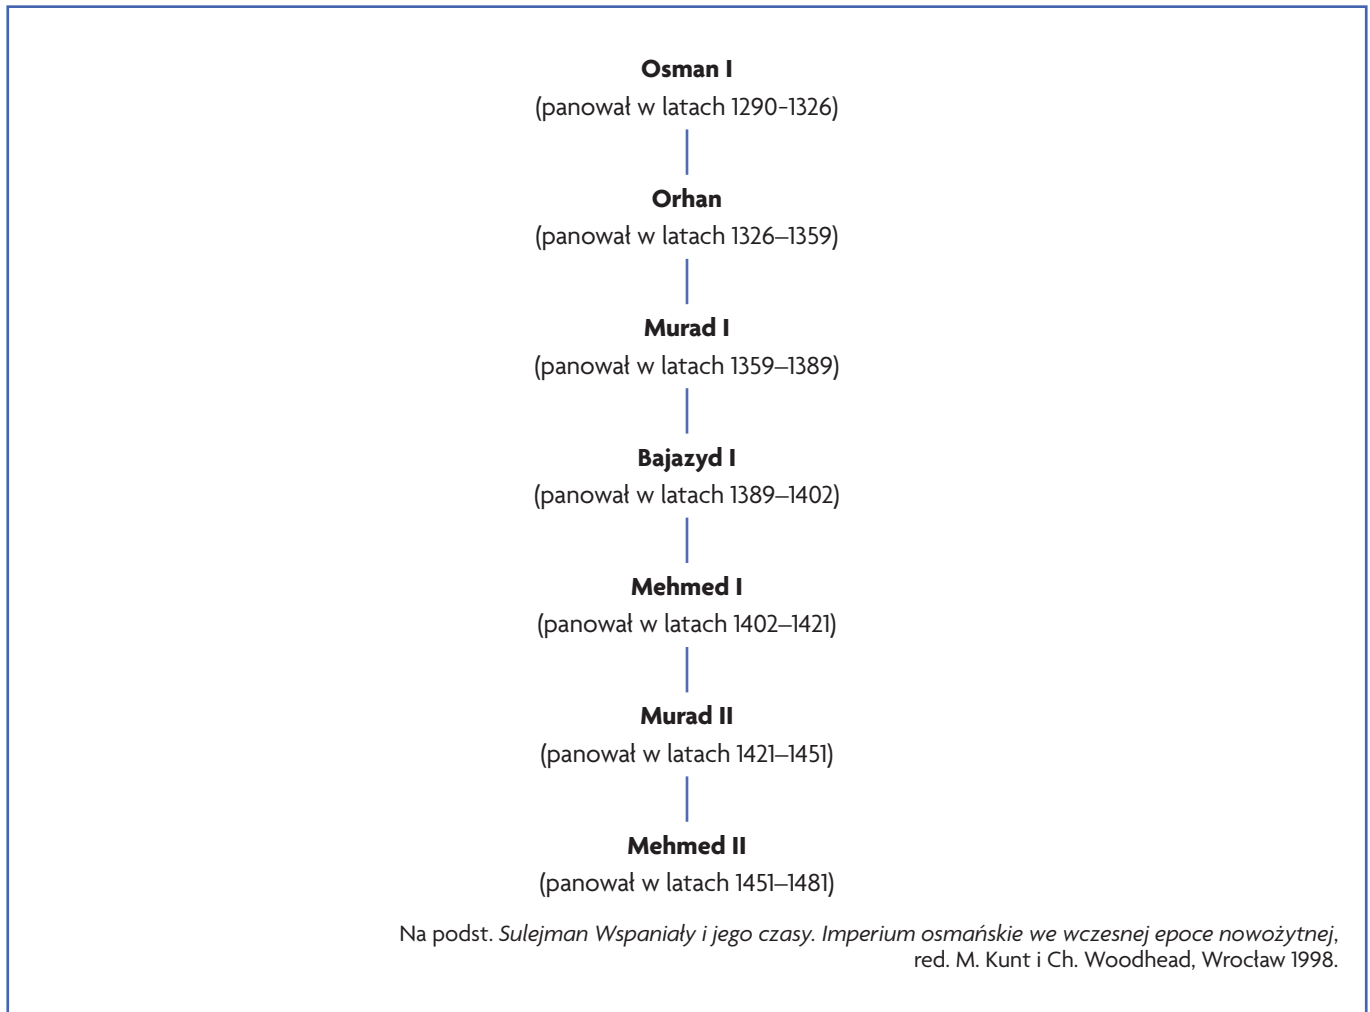 Osman I
(panował w latach 1290-1326)
Orhan
(panował w latach 1326–1359)
Murad I
(panował w latach 1359–1389)
Bajazyd I
(panował w latach 1389–1402)
Mehmed I
(panował w latach 1402–1421)
Murad II
(panował w latach 1421–1451)
Mehmed II
(panował w latach 1451–1481)
Na podst. Sulejman Wspaniały i jego czasy. Imperium osmańskie we wczesnej epoce nowożytnej,
red. M. Kunt i Ch. Woodhead, Wrocław 1998.